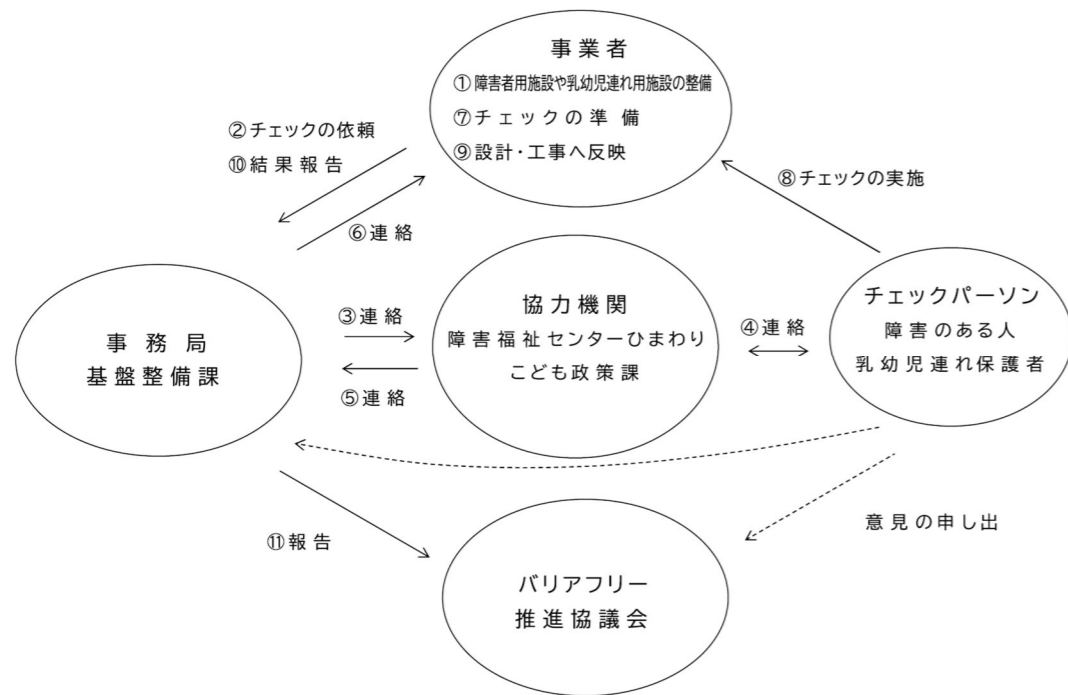 事業者
①障害者用施設や乳幼児連れ用施設の整備
⑦チェックの準備
⑨設計・工事へ反映
②チェックの依頼
⑩結果報告
⑥連絡
⑧チェックの実施
事務局
基盤整備課
③連絡
⑤連絡
協力機関
障害福祉センターひまわり
こども政策課
④連絡
チェックパーソン
障害のある人
乳幼児連れ保護者
意見の申し出
⑪報告
バリアフリー
推進協議会